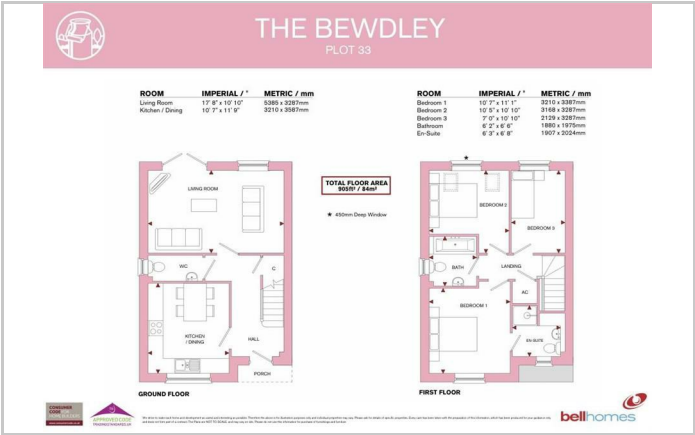 THE BEWDLEY
PLOT 33
ROOM IMPERIAL / ' METRIC / mm
Living Room 17' 8" x 10' 10" 5385 x 3287mm
Kitchen / Dining 10' 7" x 11' 9" 3210 x 3587mm
ROOM IMPERIAL / ' METRIC / mm
Bedroom 1 10' 7" x 11' 1" 3210 x 3387mm
Bedroom 2 10' 5" x 10' 10" 3168 x 3287mm
Bedroom 3 7' 0" x 10' 10" 2129 x 3287mm
Bathroom 6' 2" x 6' 6" 1880 x 1975mm
En-Suite 6' 3" x 6' 8" 1907 x 2024mm
TOTAL FLOOR AREA
905ft² / 84m²
★ 450mm Deep Window
LIVING ROOM
WC
C
KITCHEN
/ DINING
HALL
PORCH
GROUND FLOOR
BEDROOM 2
BEDROOM 3
BATH
LANDING
AC
BEDROOM 1
EN-SUITE
FIRST FLOOR
CONSUMER
CODE
APPROVED CODE
bellhomes